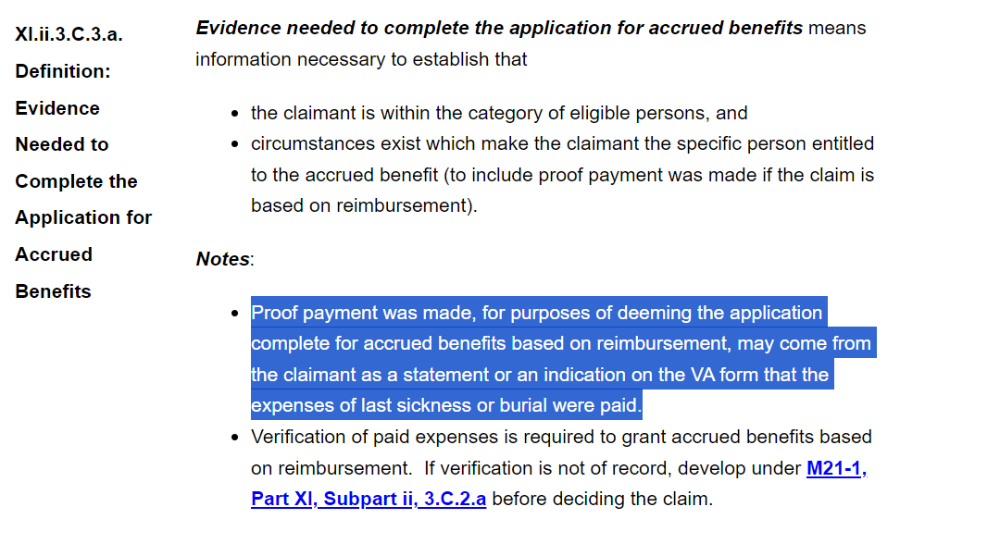 XI.ii.3.C.3.a.
Definition:
Evidence
Needed to
Complete the
Application for
Accrued
Benefits
Evidence needed to complete the application for accrued benefits means
information necessary to establish that
• the claimant is within the category of eligible persons, and
• circumstances exist which make the claimant the specific person entitled
to the accrued benefit (to include proof payment was made if the claim is
based on reimbursement).
Notes:
• Proof payment was made, for purposes of deeming the application
complete for accrued benefits based on reimbursement, may come from
the claimant as a statement or an indication on the VA form that the
expenses of last sickness or burial were paid.
• Verification of paid expenses is required to grant accrued benefits based
on reimbursement.  If verification is not of record, develop under M21-1,
Part XI, Subpart ii, 3.C.2.a before deciding the claim.